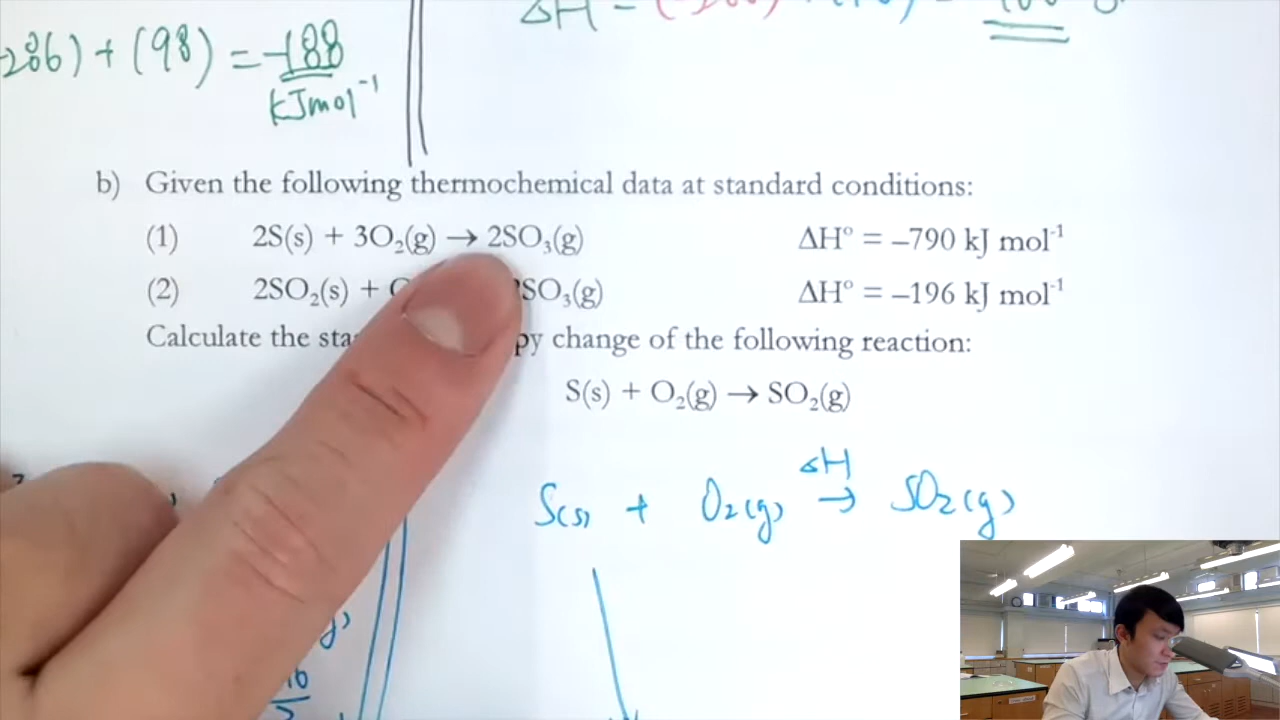 (98) = -188
kJmol⁻¹
ΔH
b) Given the following thermochemical data at standard conditions:
(1) 2S(s) + 3O₂(g) → 2SO₃(g) ΔH° = –790 kJ mol⁻¹
(2) 2SO₂(s) + SO₃(g) ΔH° = –196 kJ mol⁻¹
Calculate the change of the following reaction:
S(s) + O₂(g) → SO₂(g)
ΔH
S(s) + O₂(g) → SO₂(g)